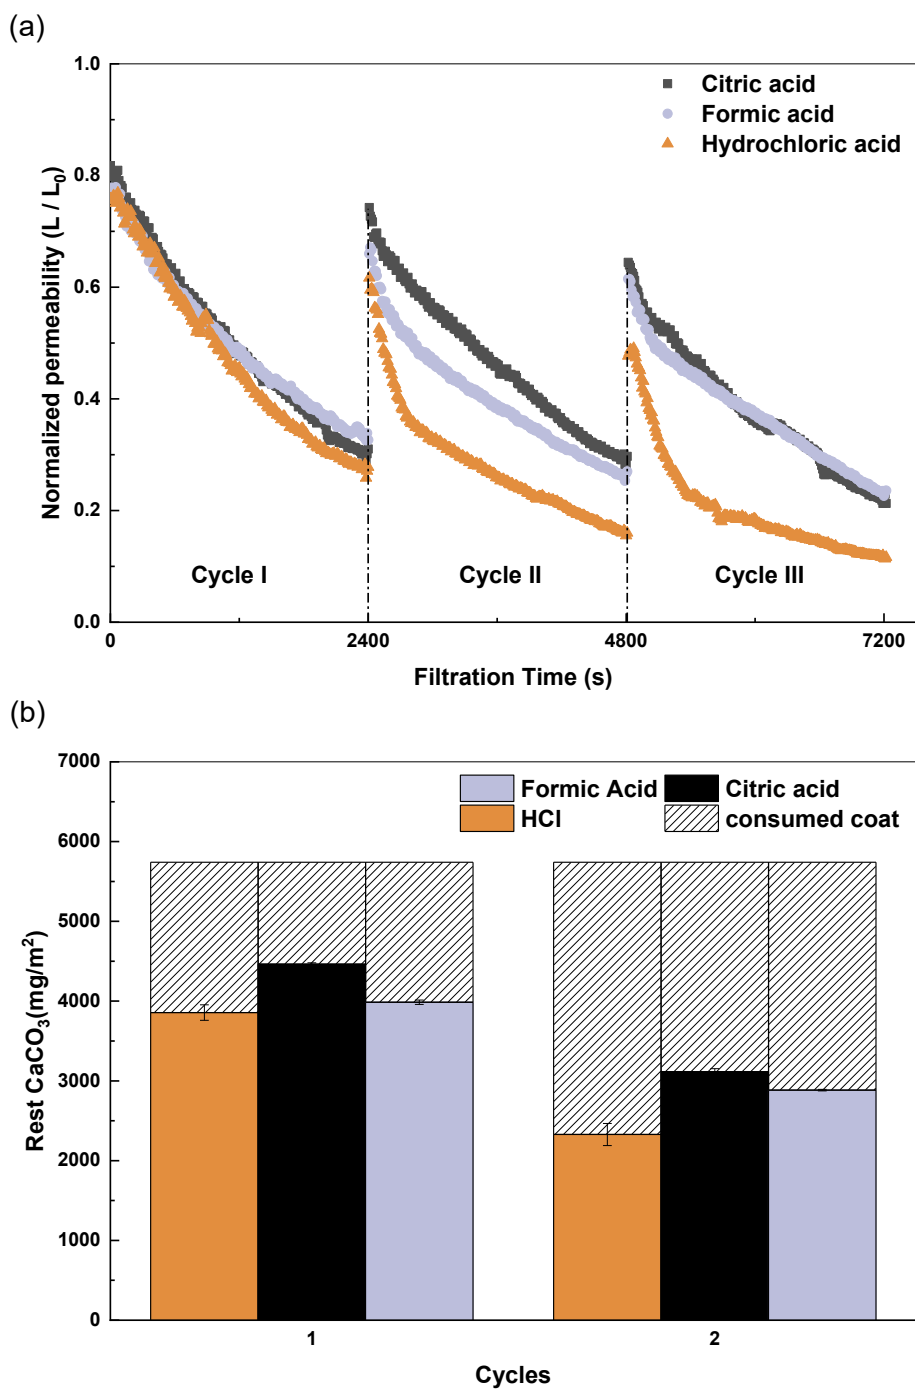 (a)
1.0
0.8
0.6
0.4
0.2
0.0
Normalized permeability (L / L₀)
Citric acid
Formic acid
Hydrochloric acid
Cycle I
Cycle II
Cycle III
0 2400 4800 7200
Filtration Time (s)
(b)
7000
6000
5000
4000
3000
2000
1000
0
Rest CaCO₃(mg/m²)
Formic Acid Citric acid
HCl consumed coat
1 2
Cycles